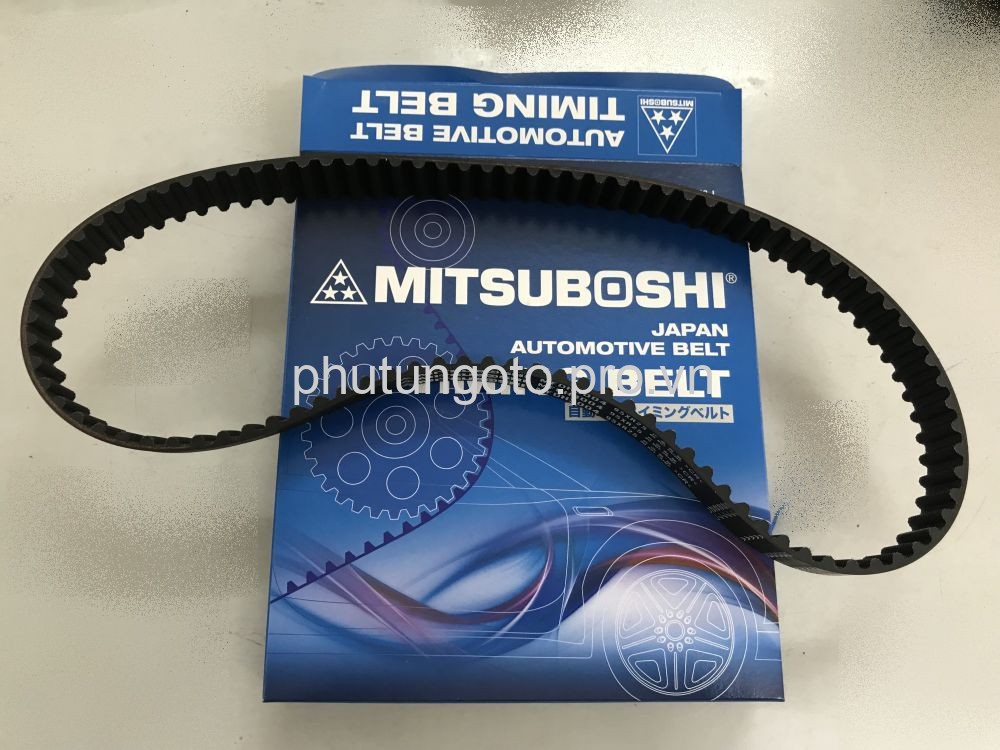 AUTOMOTIVE BELT
TIMING BELT
MITSUBOSHI
MITSUBOSHI®
JAPAN
AUTOMOTIVE BELT
BELT
イミングベルト
phutungoto.pro.vn